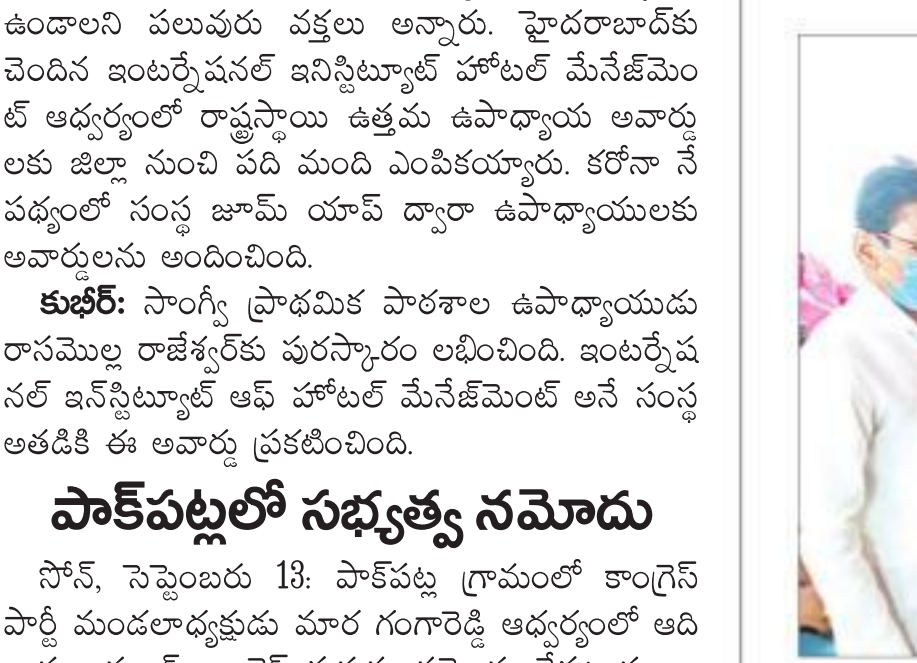 ఉండాలని పలువురు వక్తలు అన్నారు. హైదరాబాద్‌కు
చెందిన ఇంటర్నేషనల్ ఇనిస్టిట్యూట్ హోటల్ మేనేజ్‌మెం
ట్ ఆధ్వర్యంలో రాష్ట్రస్థాయి ఉత్తమ ఉపాధ్యాయ అవార్డు
లకు జిల్లా నుంచి పది మంది ఎంపికయ్యారు. కరోనా నే
పథ్యంలో సంస్థ జూమ్ యాప్ ద్వారా ఉపాధ్యాయులకు
అవార్డులను అందించింది.
కుభీర్: సాంగ్వీ ప్రాథమిక పాఠశాల ఉపాధ్యాయుడు
రాసమొల్ల రాజేశ్వర్‌కు పురస్కారం లభించింది. ఇంటర్నేష
నల్ ఇన్‌స్టిట్యూట్ ఆఫ్ హోటల్ మేనేజ్‌మెంట్ అనే సంస్థ
అతడికి ఈ అవార్డు ప్రకటించింది.
పాక్‌పట్లలో సభ్యత్వ నమోదు
సోన్, సెప్టెంబరు 13: పాక్‌పట్ల గ్రామంలో కాంగ్రెస్
పార్టీ మండలాధ్యక్షుడు మార గంగారెడ్డి ఆధ్వర్యంలో ఆది